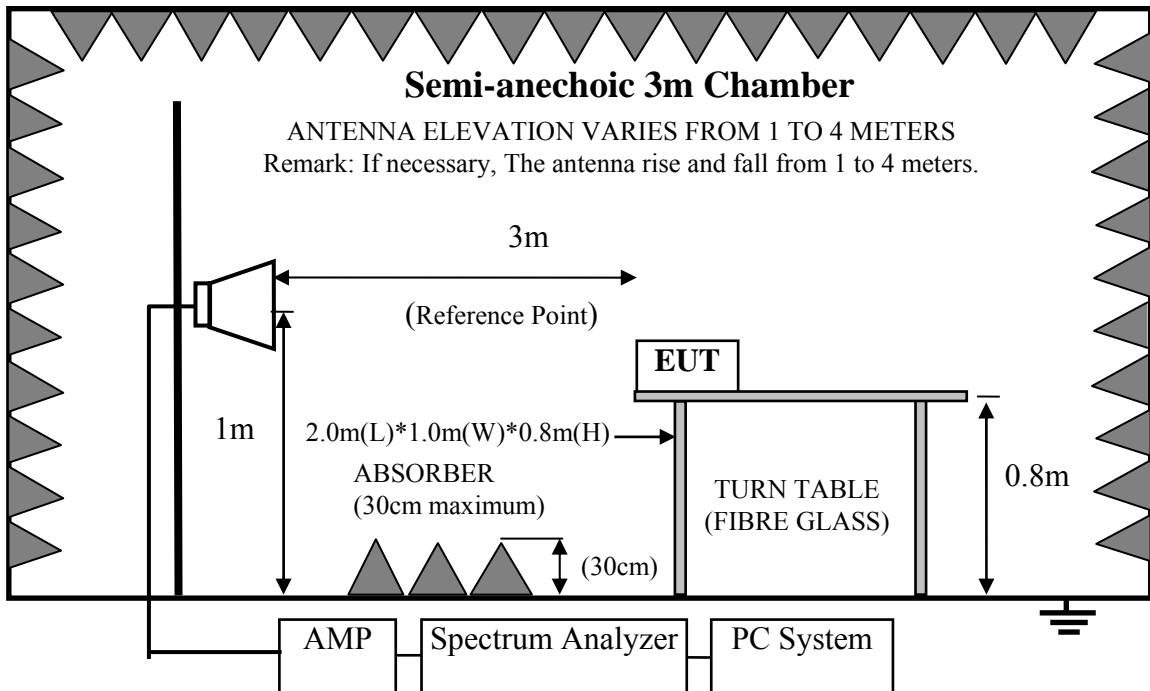 Semi-anechoic 3m Chamber
ANTENNA ELEVATION VARIES FROM 1 TO 4 METERS
Remark: If necessary, The antenna rise and fall from 1 to 4 meters.
3m
(Reference Point)
EUT
1m
2.0m(L)*1.0m(W)*0.8m(H)
ABSORBER
(30cm maximum)
TURN TABLE
(FIBRE GLASS)
0.8m
(30cm)
AMP
Spectrum Analyzer
PC System